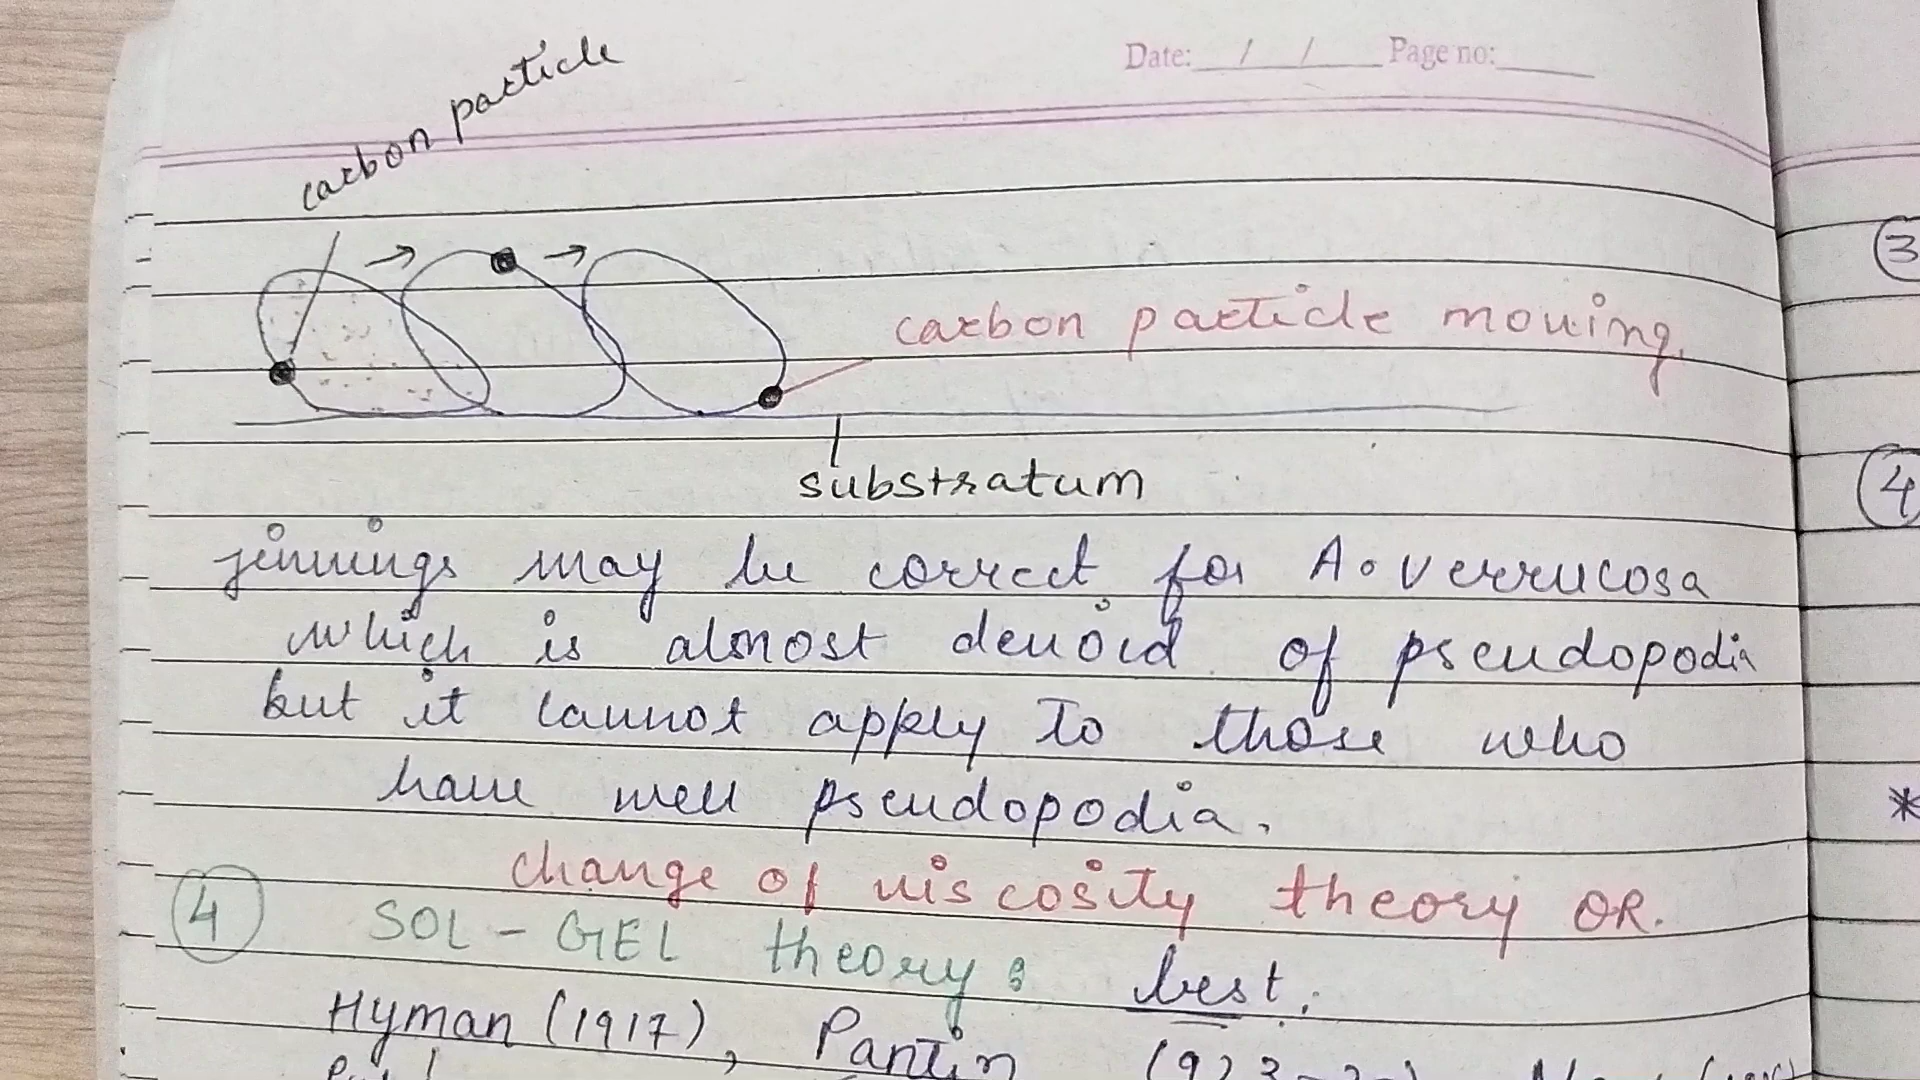 Date: / / Page no:
carbon particle
carbon particle moving.
substratum
jennings may be correct for A. verrucosa
which is almost devoid of pseudopodia
but it cannot apply to those who
have well pseudopodia.
change of viscosity theory OR.
④ SOL - GEL theory : best.
Hyman (1917), Pantin
③
④
*